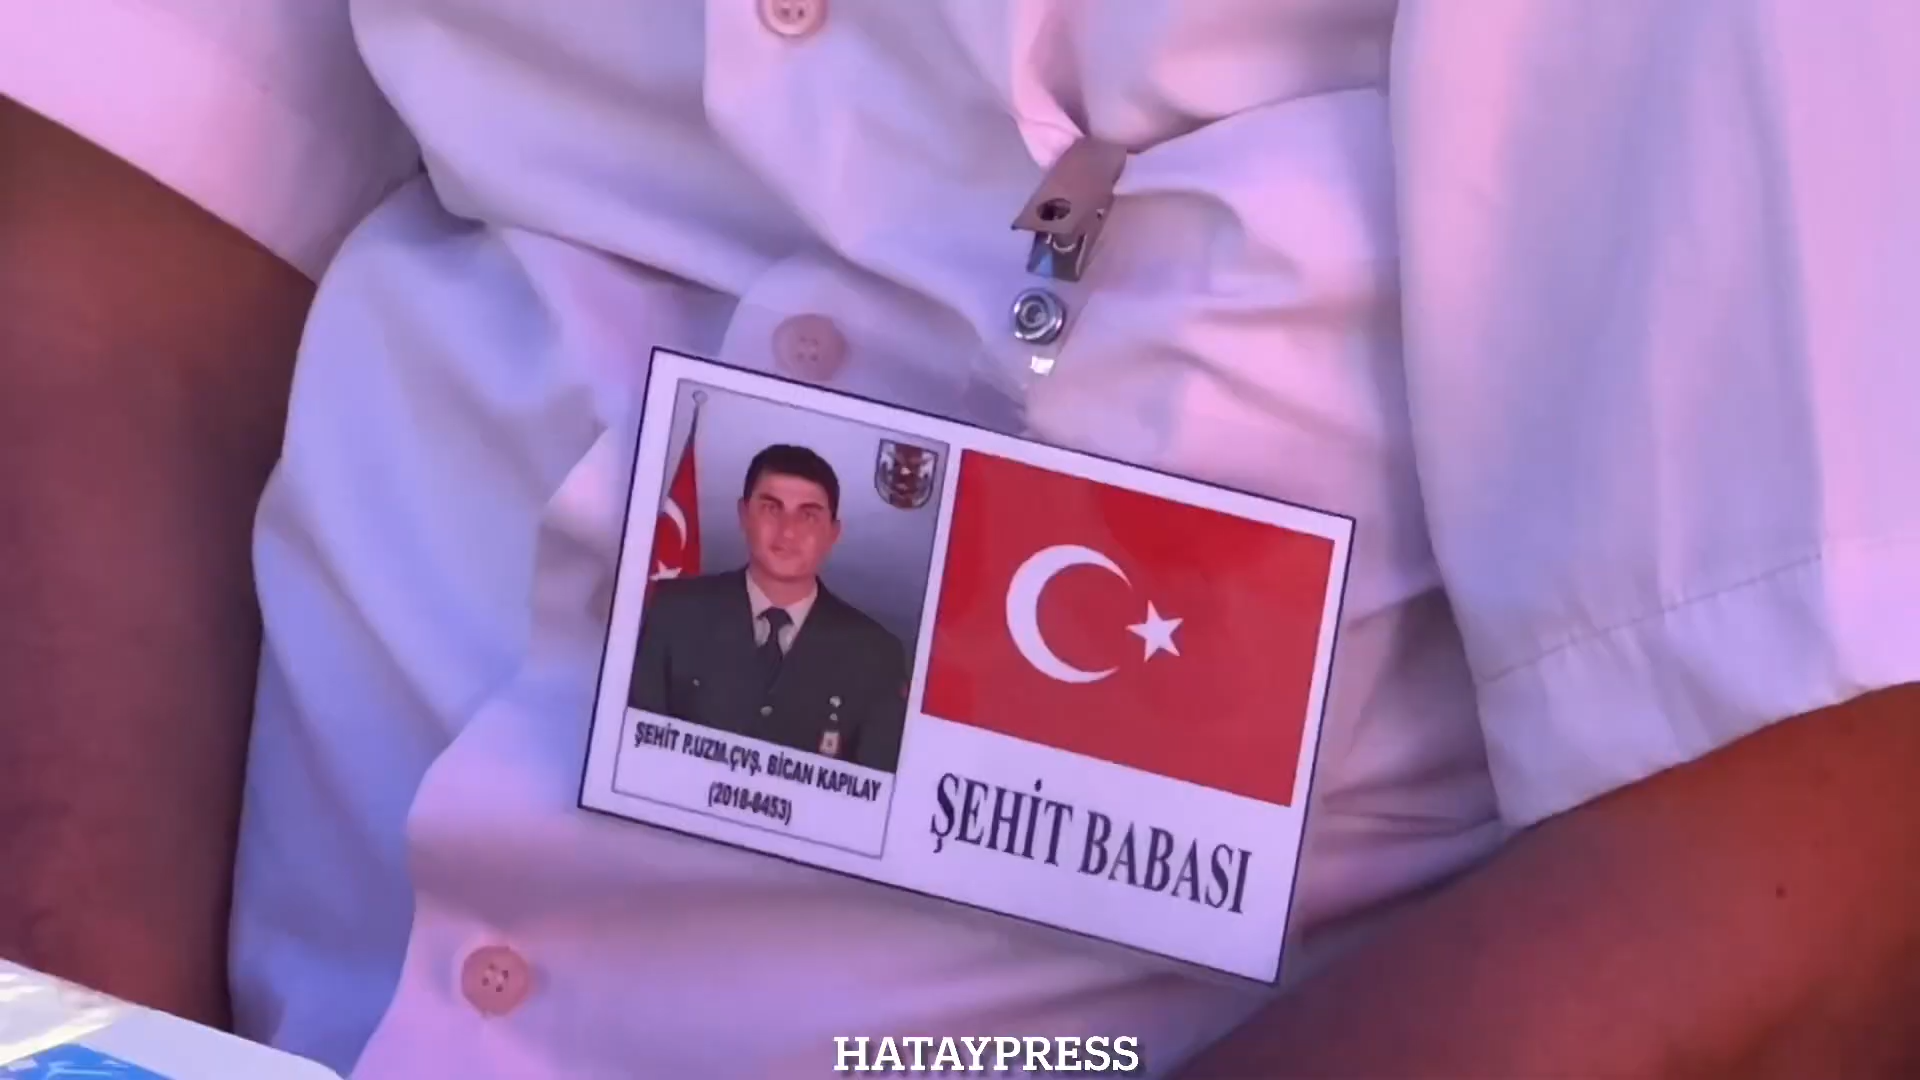 ŞEHİT P.UZM.ÇVŞ. BİCAN KAPILAY
(2018-8453)
ŞEHİT BABASI
HATAYPRESS